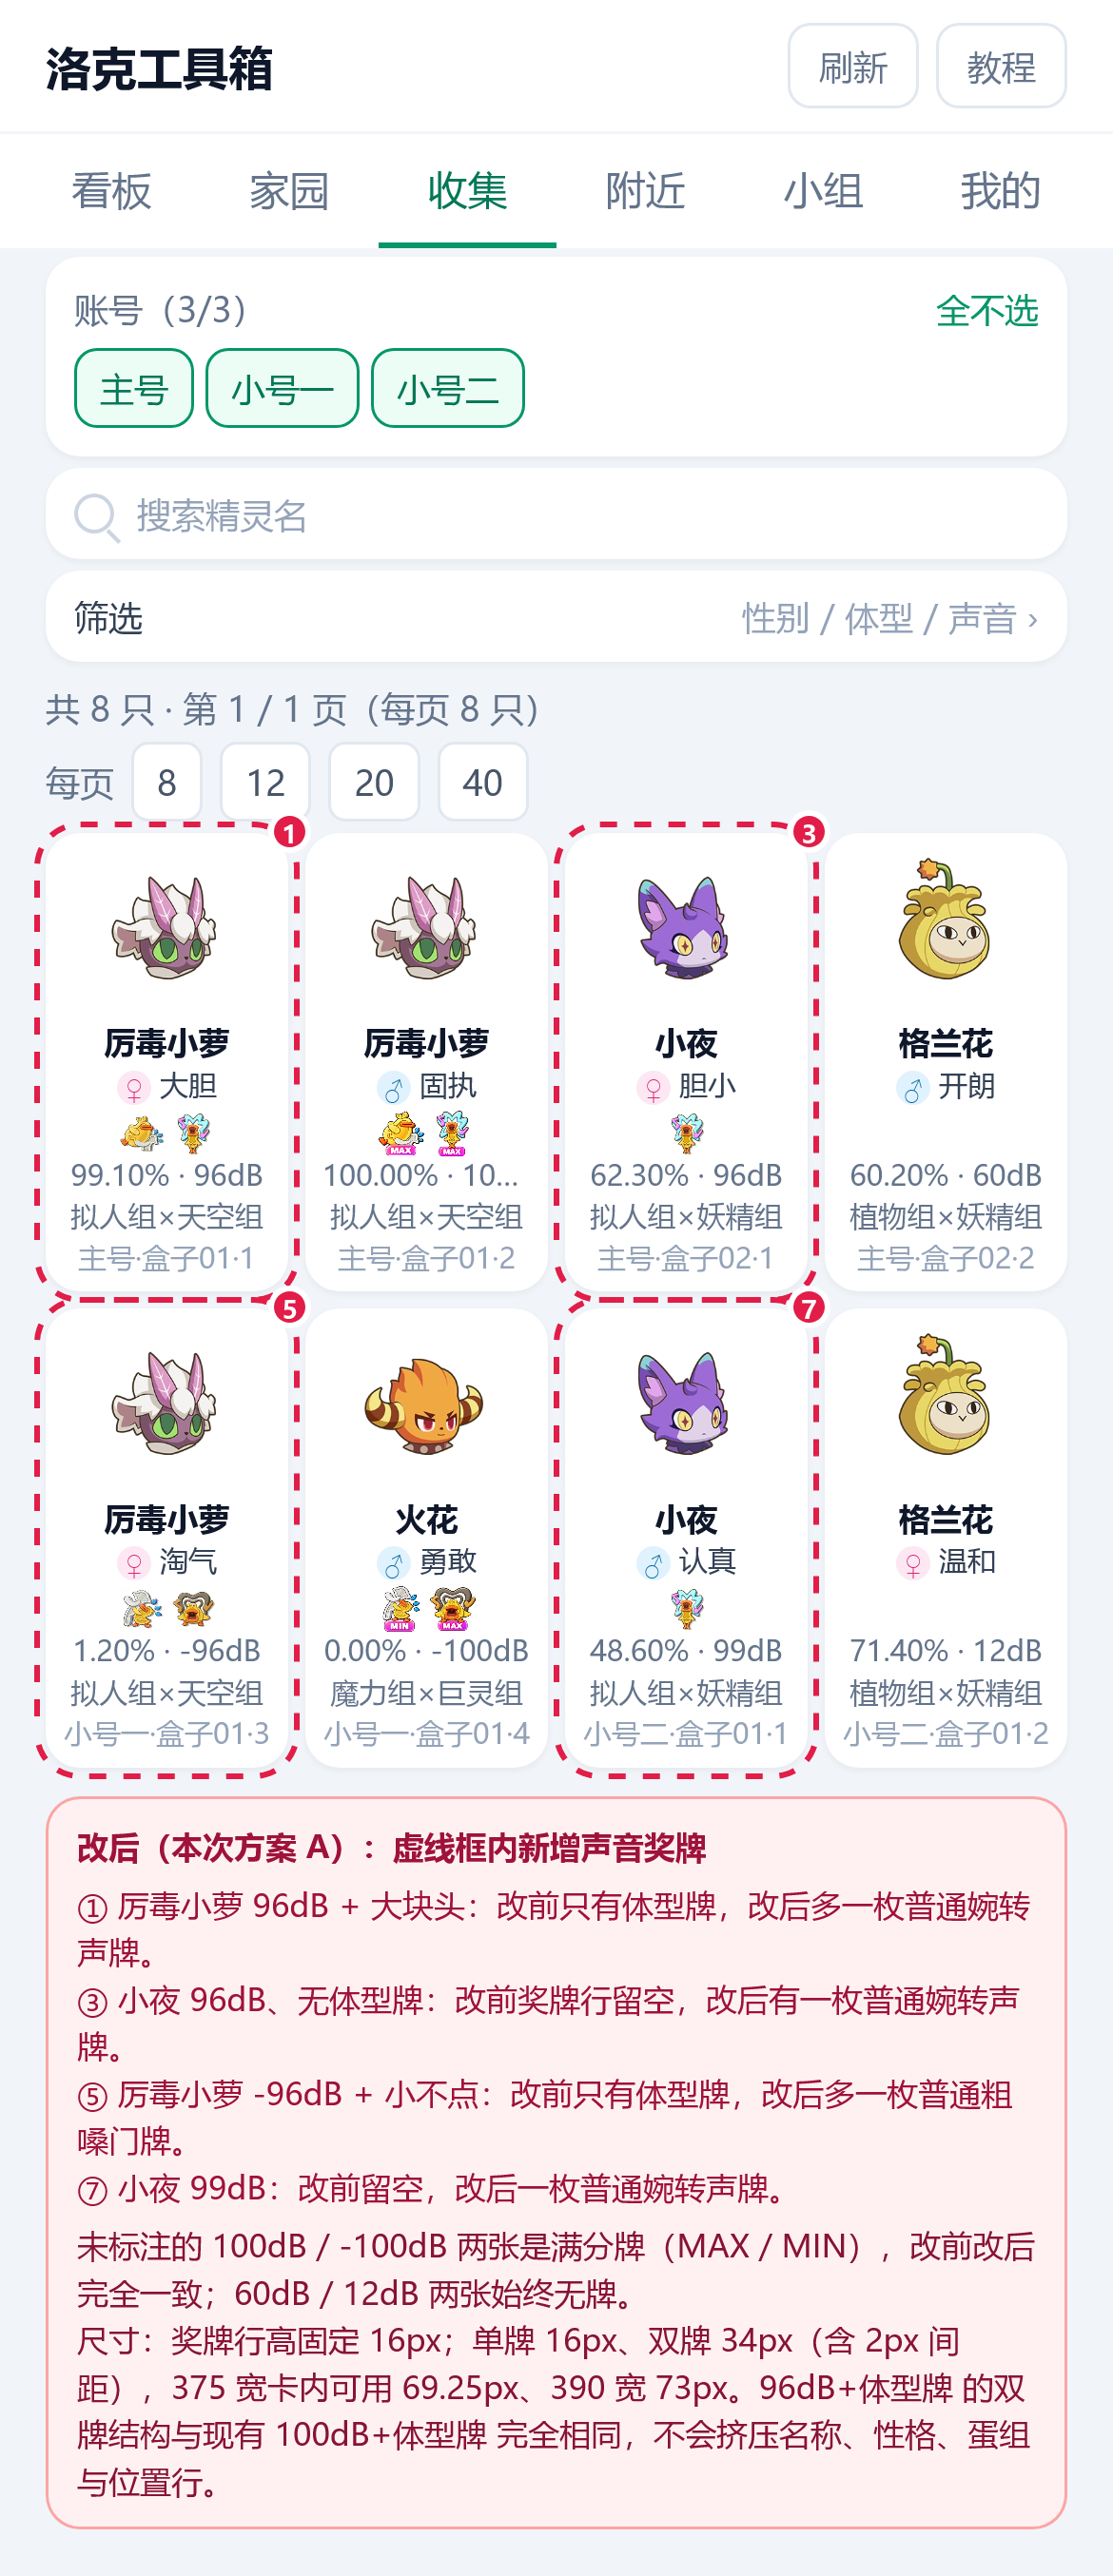 洛克工具箱
刷新
教程
看板
家园
收集
附近
小组
我的
账号（3/3）
全不选
主号
小号一
小号二
搜索精灵名
筛选
性别 / 体型 / 声音 ›
共 8 只 · 第 1 / 1 页（每页 8 只）
每页
8
12
20
40
1
3
厉毒小萝
厉毒小萝
小夜
格兰花
♀ 大胆
♂ 固执
♀ 胆小
♂ 开朗
MAX
MAX
99.10% · 96dB
100.00% · 10...
62.30% · 96dB
60.20% · 60dB
拟人组×天空组
拟人组×天空组
拟人组×妖精组
植物组×妖精组
主号·盒子01·1
主号·盒子01·2
主号·盒子02·1
主号·盒子02·2
5
7
厉毒小萝
火花
小夜
格兰花
♀ 淘气
♂ 勇敢
♂ 认真
♀ 温和
MIN
MAX
1.20% · -96dB
0.00% · -100dB
48.60% · 99dB
71.40% · 12dB
拟人组×天空组
魔力组×巨灵组
拟人组×妖精组
植物组×妖精组
小号一·盒子01·3
小号一·盒子01·4
小号二·盒子01·1
小号二·盒子01·2
改后（本次方案 A）：虚线框内新增声音奖牌
① 厉毒小萝 96dB + 大块头：改前只有体型牌，改后多一枚普通婉转
声牌。
③ 小夜 96dB、无体型牌：改前奖牌行留空，改后有一枚普通婉转声
牌。
⑤ 厉毒小萝 -96dB + 小不点：改前只有体型牌，改后多一枚普通粗
嗓门牌。
⑦ 小夜 99dB：改前留空，改后一枚普通婉转声牌。
未标注的 100dB / -100dB 两张是满分牌（MAX / MIN），改前改后
完全一致；60dB / 12dB 两张始终无牌。
尺寸：奖牌行高固定 16px；单牌 16px、双牌 34px（含 2px 间
距），375 宽卡内可用 69.25px、390 宽 73px。96dB+体型牌 的双
牌结构与现有 100dB+体型牌 完全相同，不会挤压名称、性格、蛋组
与位置行。